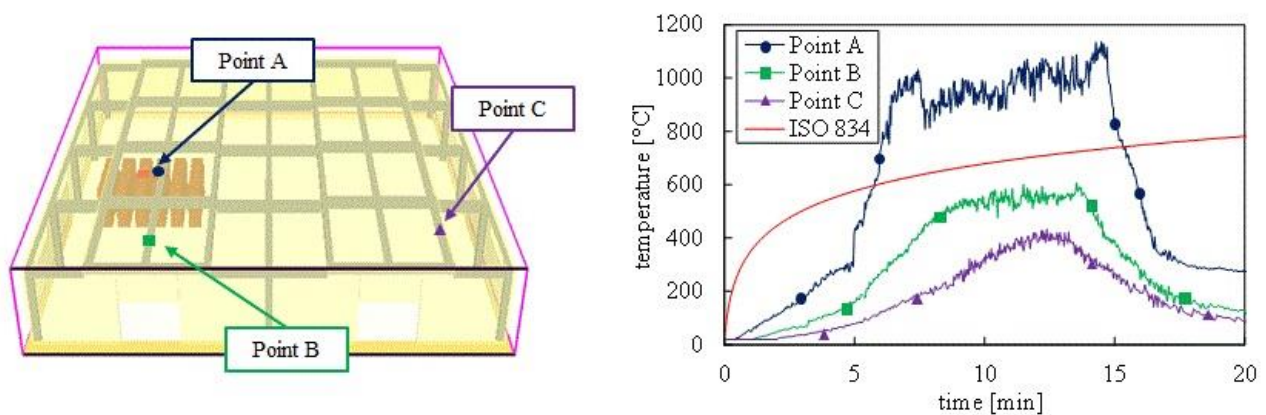 Point A
Point C
Point B
1200
1000
800
600
400
200
0
temperature [°C]
Point A
Point B
Point C
ISO 834
0 5 10 15 20
time [min]